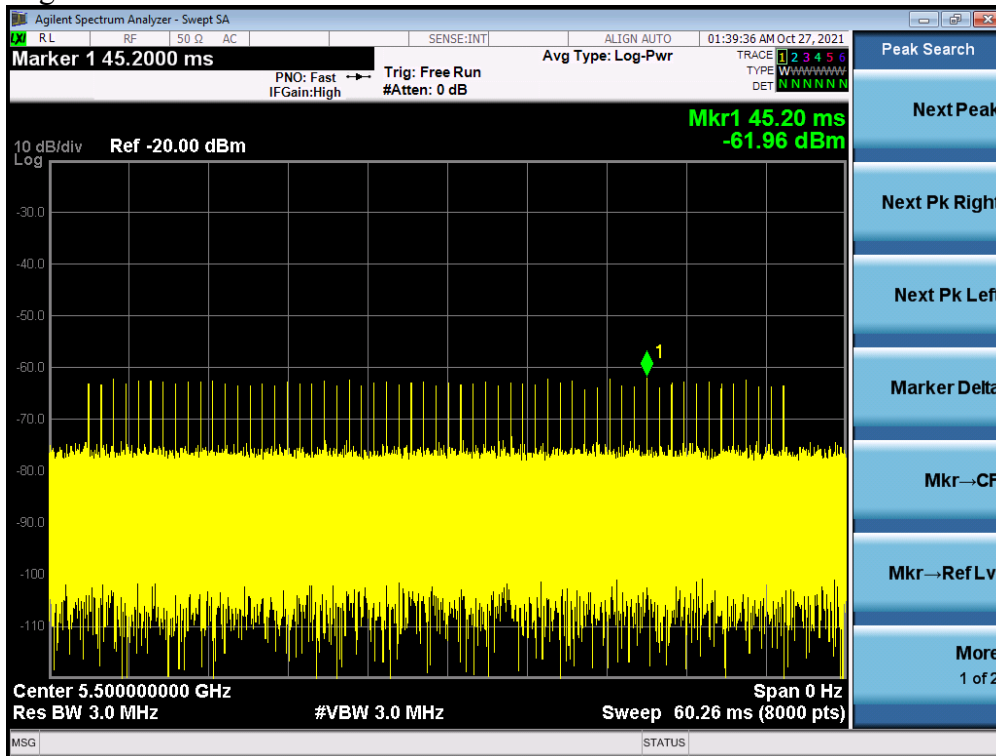 Agilent Spectrum Analyzer - Swept SA
LXI RL RF 50 Ω AC SENSE:INT ALIGN AUTO 01:39:36 AM Oct 27, 2021
Marker 1 45.2000 ms
PNO: Fast
IFGain:High
Trig: Free Run
#Atten: 0 dB
Avg Type: Log-Pwr
TRACE 1 2 3 4 5 6
TYPE WWWWWW
DET N N N N N N
Mkr1 45.20 ms
-61.96 dBm
10 dB/div Ref -20.00 dBm
Log
-30.0
-40.0
-50.0
-60.0
-70.0
-80.0
-90.0
-100
-110
1
Center 5.500000000 GHz Span 0 Hz
Res BW 3.0 MHz #VBW 3.0 MHz Sweep 60.26 ms (8000 pts)
MSG STATUS
Peak Search
Next Peak
Next Pk Right
Next Pk Left
Marker Delta
Mkr→CF
Mkr→Ref Lv
More
1 of 2